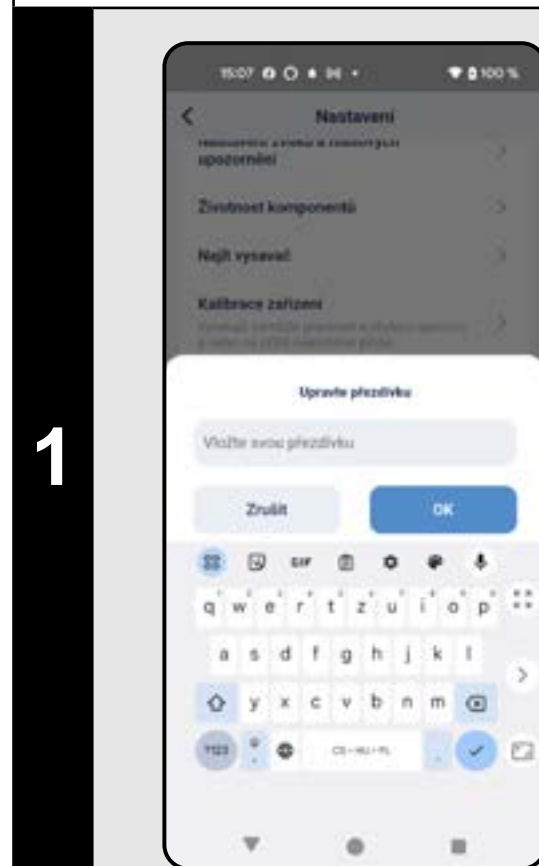 1
15:07
100 %
Nastavení
upozornění
Životnost komponentů
Najít vysavač
Kalibrace zařízení
Upravte přezdívku
Vložte svou přezdívku
Zrušit OK
GIF
q w e r t z u i o p
a s d f g h j k l
y x c v b n m
?123 CS • HU • PL